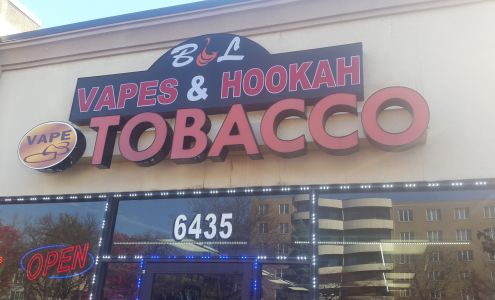 B & L
VAPES & HOOKAH
VAPE
TOBACCO
6435
OPEN